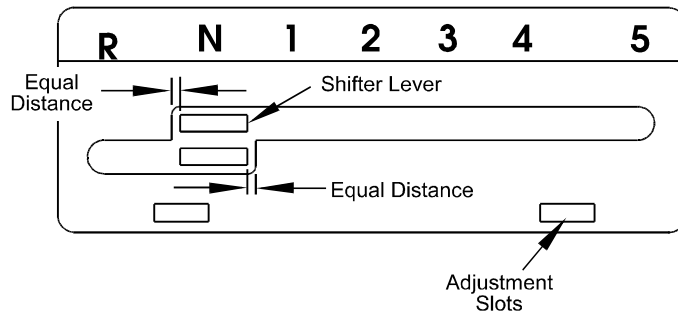 R N 1 2 3 4 5
Equal
Distance
Shifter Lever
Equal Distance
Adjustment
Slots